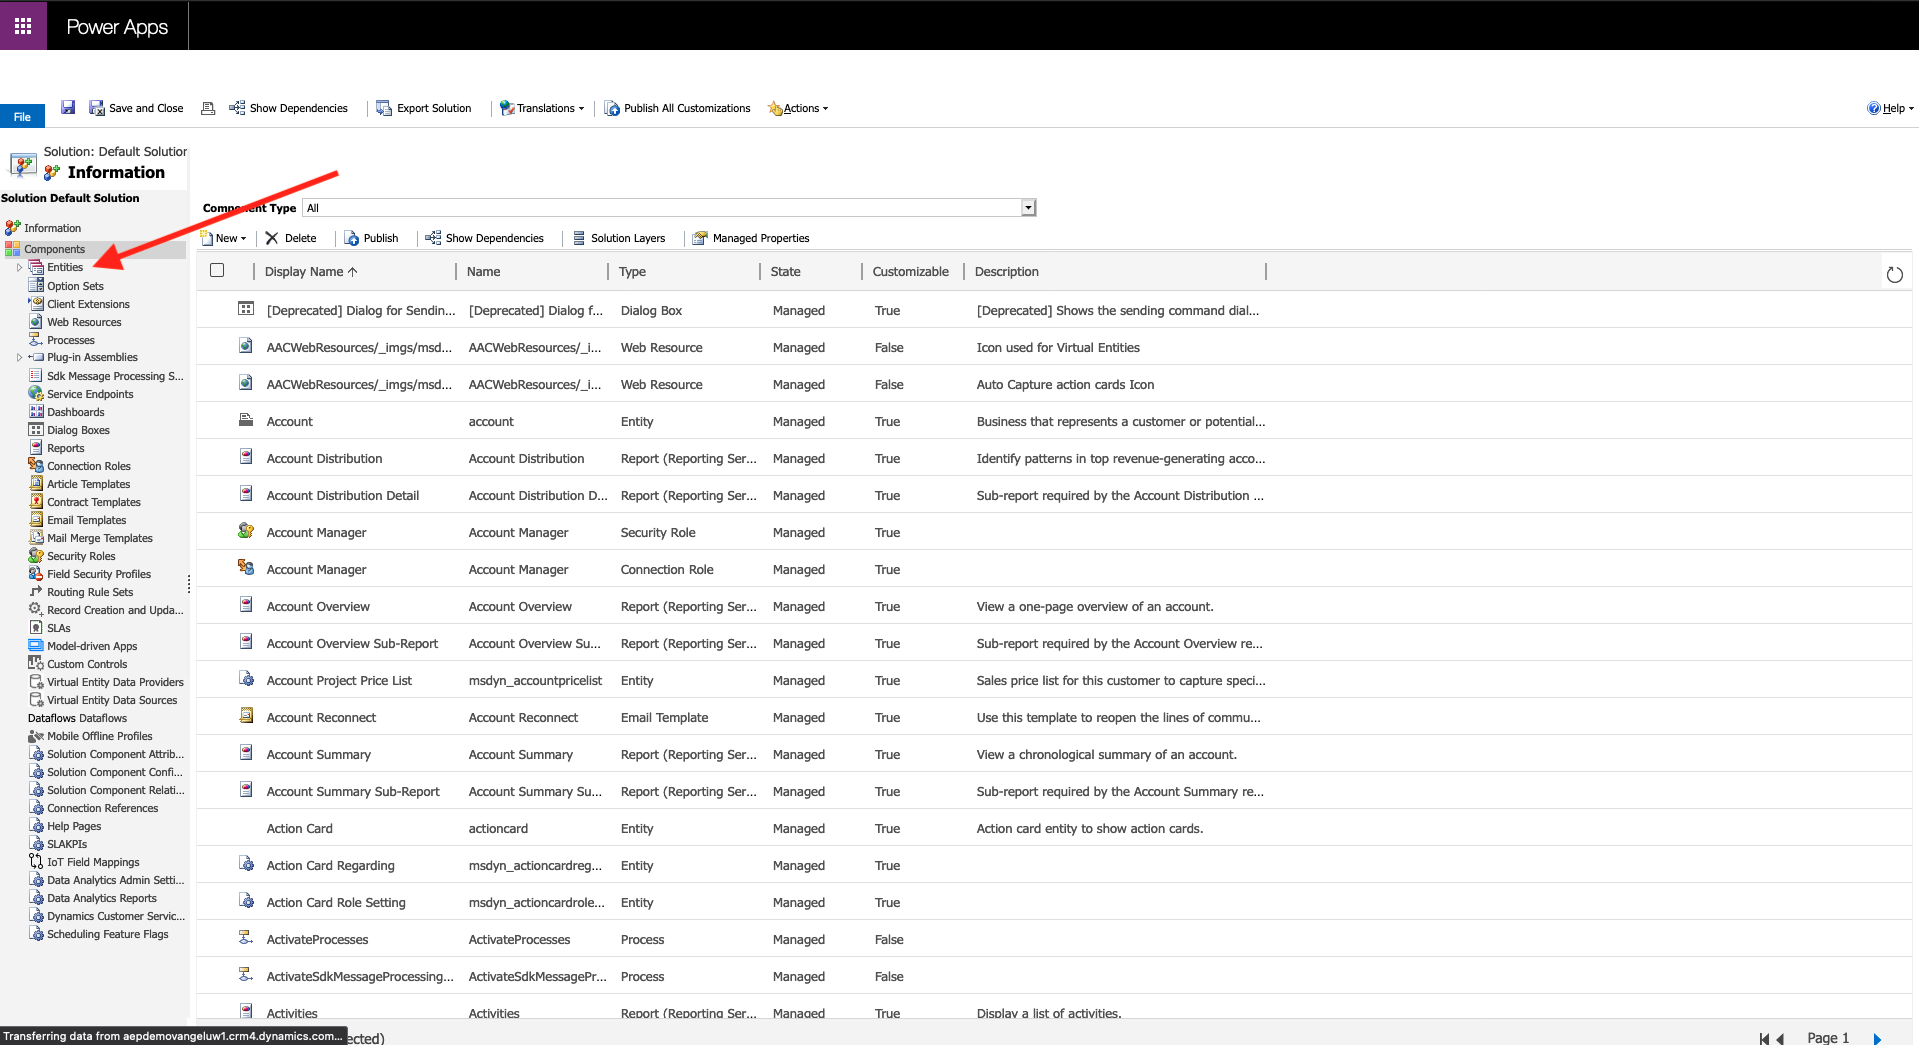 Power Apps
File
Save and Close
Show Dependencies
Export Solution
Translations
Publish All Customizations
Actions
Help
Solution: Default Solution
Information
Solution Default Solution
Information
Components
Entities
Option Sets
Client Extensions
Web Resources
Processes
Plug-in Assemblies
Sdk Message Processing S...
Service Endpoints
Dashboards
Dialog Boxes
Reports
Connection Roles
Article Templates
Contract Templates
Email Templates
Mail Merge Templates
Security Roles
Field Security Profiles
Routing Rule Sets
Record Creation and Upda...
SLAs
Model-driven Apps
Custom Controls
Virtual Entity Data Providers
Virtual Entity Data Sources
Dataflows Dataflows
Mobile Offline Profiles
Solution Component Attrib...
Solution Component Confi...
Solution Component Relati...
Connection References
Help Pages
SLAKPIs
IoT Field Mappings
Data Analytics Admin Setti...
Data Analytics Reports
Dynamics Customer Servic...
Scheduling Feature Flags
Component Type All
New Delete Publish Show Dependencies Solution Layers Managed Properties
Display Name Name Type State Customizable Description
[Deprecated] Dialog for Sendin... [Deprecated] Dialog f... Dialog Box Managed True [Deprecated] Shows the sending command dial...
AACWebResources/_imgs/msd... AACWebResources/_i... Web Resource Managed False Icon used for Virtual Entities
AACWebResources/_imgs/msd... AACWebResources/_i... Web Resource Managed False Auto Capture action cards Icon
Account account Entity Managed True Business that represents a customer or potential...
Account Distribution Account Distribution Report (Reporting Ser... Managed True Identify patterns in top revenue-generating acco...
Account Distribution Detail Account Distribution D... Report (Reporting Ser... Managed True Sub-report required by the Account Distribution ...
Account Manager Account Manager Security Role Managed True
Account Manager Account Manager Connection Role Managed True
Account Overview Account Overview Report (Reporting Ser... Managed True View a one-page overview of an account.
Account Overview Sub-Report Account Overview Su... Report (Reporting Ser... Managed True Sub-report required by the Account Overview re...
Account Project Price List msdyn_accountpricelist Entity Managed True Sales price list for this customer to capture speci...
Account Reconnect Account Reconnect Email Template Managed True Use this template to reopen the lines of commu...
Account Summary Account Summary Report (Reporting Ser... Managed True View a chronological summary of an account.
Account Summary Sub-Report Account Summary Su... Report (Reporting Ser... Managed True Sub-report required by the Account Summary re...
Action Card actioncard Entity Managed True Action card entity to show action cards.
Action Card Regarding msdyn_actioncardreg... Entity Managed True
Action Card Role Setting msdyn_actioncardrole... Entity Managed True
ActivateProcesses ActivateProcesses Process Managed False
ActivateSdkMessageProcessing... ActivateSdkMessagePr... Process Managed False
Activities Activities Report (Reporting Ser... Managed True Display a list of activities.
Transferring data from aepdemovangeluw1.crm4.dynamics.com...
ected)
Page 1